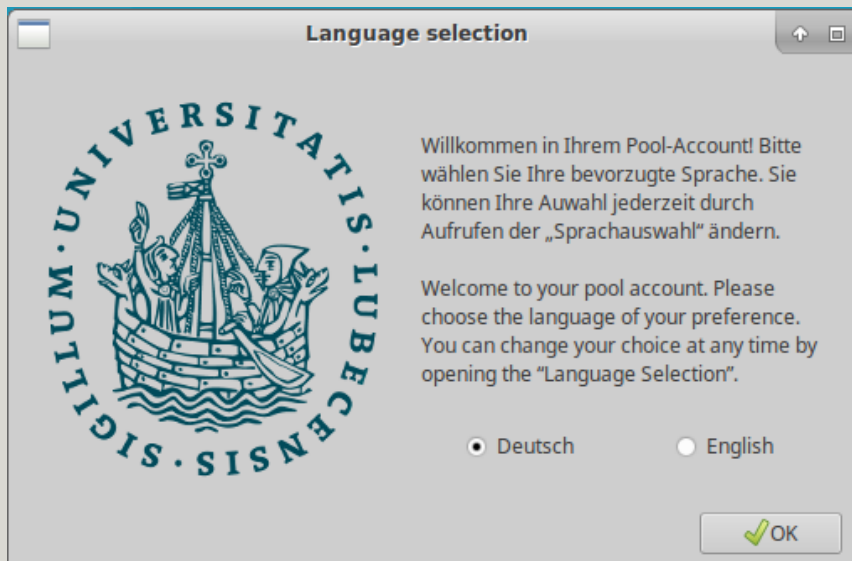 Language selection
SIGILLUM · UNIVERSITATIS · LUBECENSIS ·
Willkommen in Ihrem Pool-Account! Bitte
wählen Sie Ihre bevorzugte Sprache. Sie
können Ihre Auwahl jederzeit durch
Aufrufen der „Sprachauswahl“ ändern.
Welcome to your pool account. Please
choose the language of your preference.
You can change your choice at any time by
opening the “Language Selection”.
Deutsch
English
OK